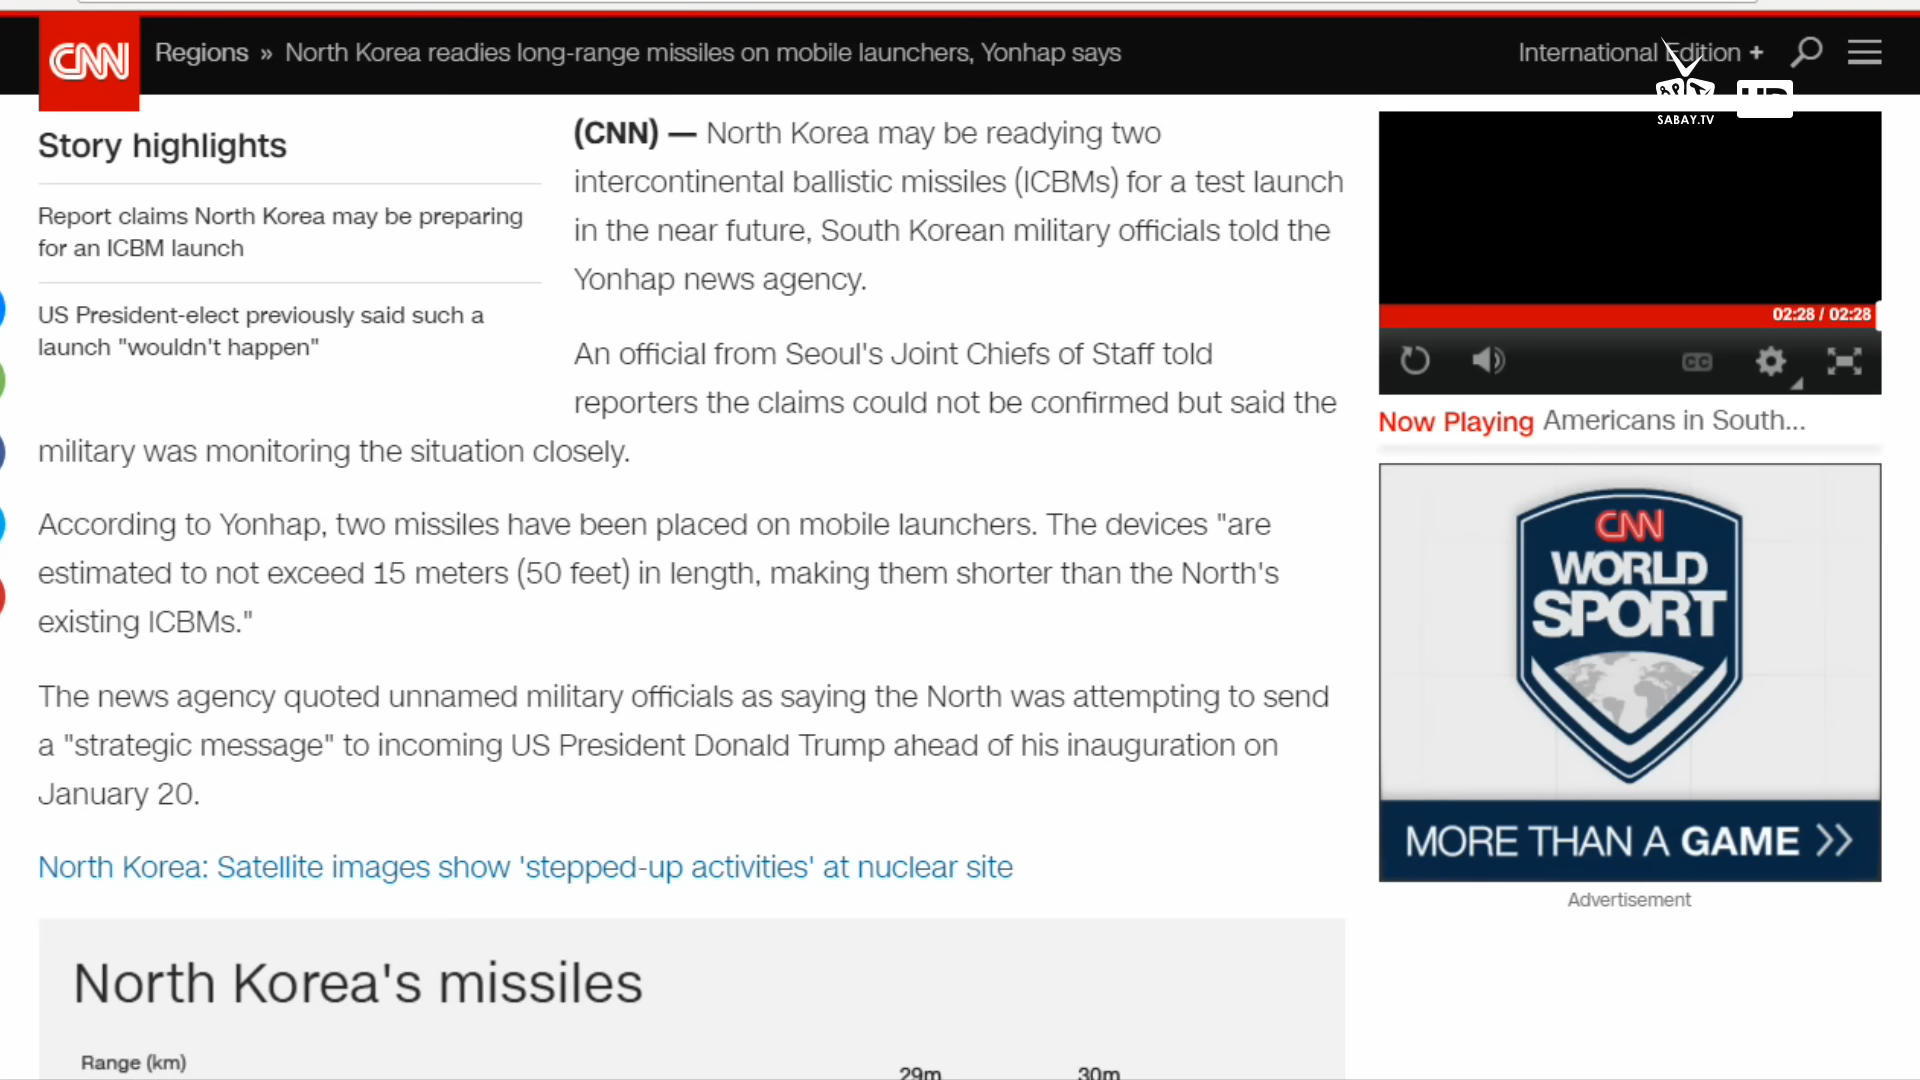 CNN Regions » North Korea readies long-range missiles on mobile launchers, Yonhap says
International Edition +
SABAY.TV
HD
Story highlights
Report claims North Korea may be preparing
for an ICBM launch
US President-elect previously said such a
launch "wouldn't happen"
(CNN) — North Korea may be readying two
intercontinental ballistic missiles (ICBMs) for a test launch
in the near future, South Korean military officials told the
Yonhap news agency.
An official from Seoul's Joint Chiefs of Staff told
reporters the claims could not be confirmed but said the
military was monitoring the situation closely.
According to Yonhap, two missiles have been placed on mobile launchers. The devices "are
estimated to not exceed 15 meters (50 feet) in length, making them shorter than the North's
existing ICBMs."
The news agency quoted unnamed military officials as saying the North was attempting to send
a "strategic message" to incoming US President Donald Trump ahead of his inauguration on
January 20.
North Korea: Satellite images show 'stepped-up activities' at nuclear site
North Korea's missiles
Range (km)
29m 30m
02:28 / 02:28
CC
Now Playing Americans in South...
CNN
WORLD
SPORT
MORE THAN A GAME >>
Advertisement